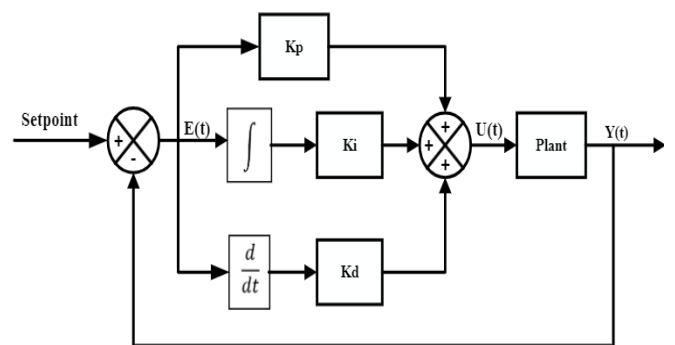 Kp
Setpoint
+
-
E(t)
∫
Ki
+
+
+
U(t)
Plant
Y(t)
d
dt
Kd